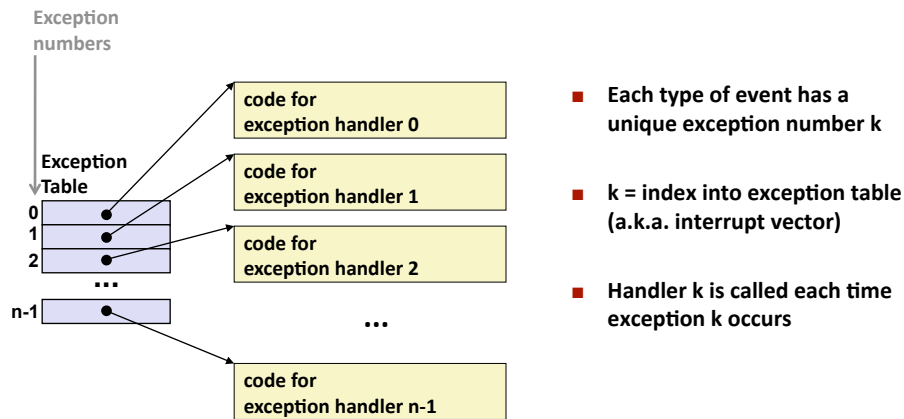 Exception
numbers
Exception
Table
0
1
2
...
n-1
code for
exception handler 0
code for
exception handler 1
code for
exception handler 2
...
code for
exception handler n-1
■ Each type of event has a
unique exception number k
■ k = index into exception table
(a.k.a. interrupt vector)
■ Handler k is called each time
exception k occurs